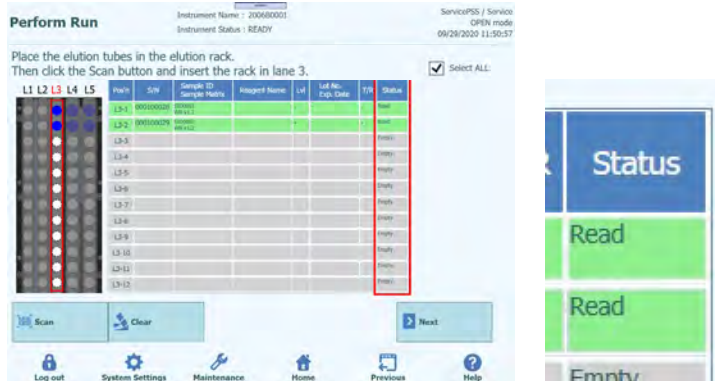 Perform Run
Instrument Name : 200680001
Instrument Status : READY
ServicePSS / Service
OPEN mode
09/29/2020 11:50:57
Place the elution tubes in the elution rack.
Then click the Scan button and insert the rack in lane 3.
Select ALL
L1 L2 L3 L4 L5
Pos'n S/N Sample ID Sample Matrix Reagent Name Lvl Lot No. Exp. Date T/R Status
L3-1 000100028 Read
L3-2 000100029 Read
L3-3 Empty
L3-4 Empty
L3-5 Empty
L3-6 Empty
L3-7 Empty
L3-8 Empty
L3-9 Empty
L3-10 Empty
L3-11 Empty
L3-12 Empty
Scan
Clear
Next
Log out
System Settings
Maintenance
Home
Previous
Help
Status
Read
Read
Empty